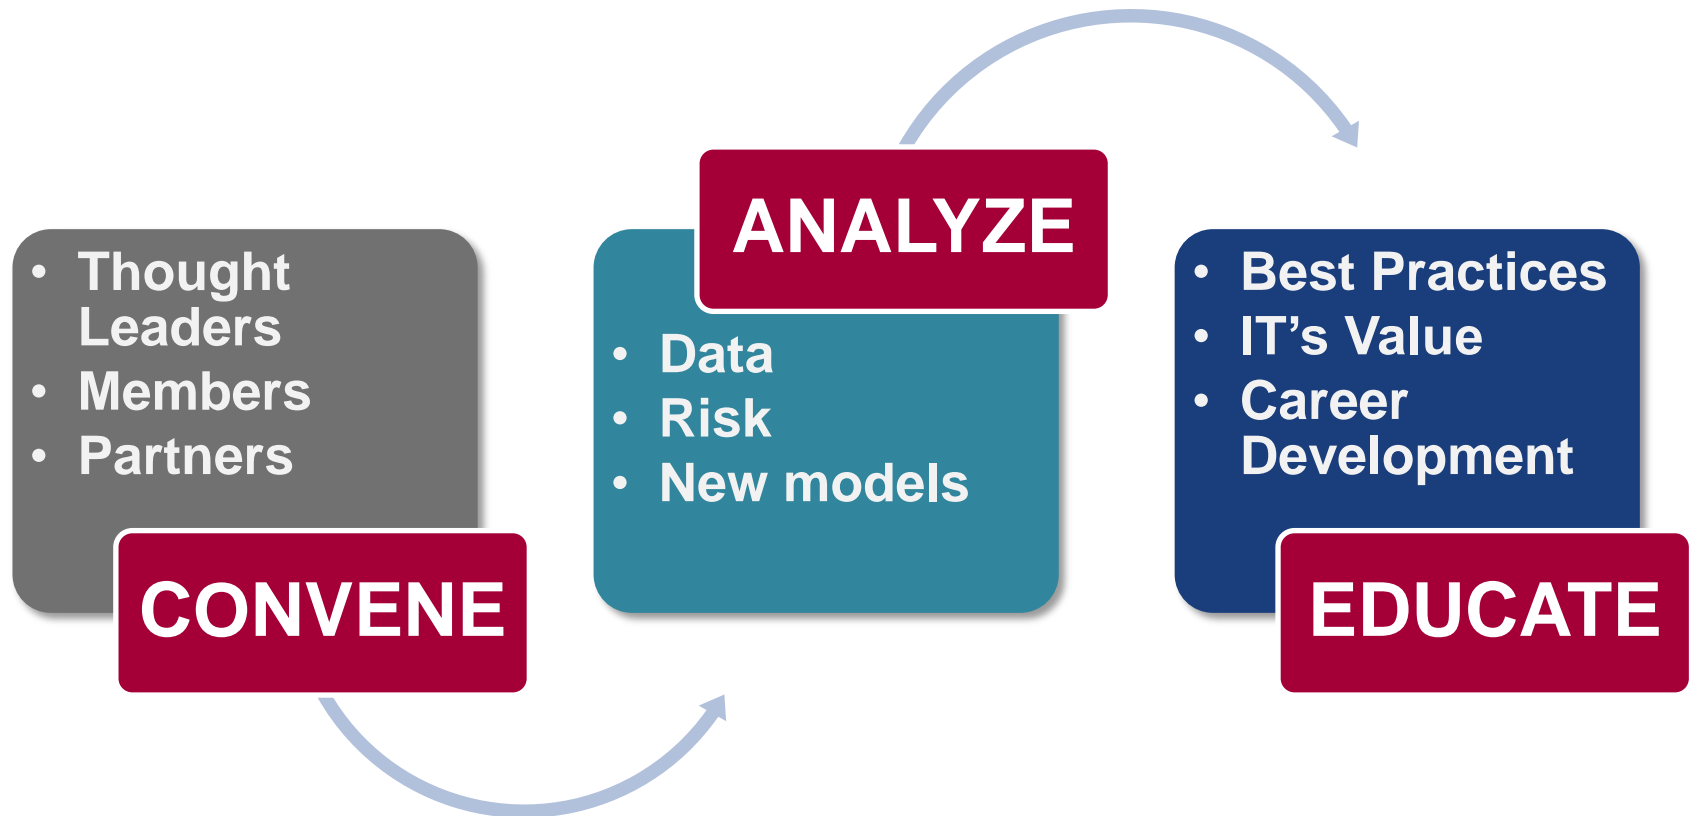 • Thought
Leaders
• Members
• Partners
CONVENE
ANALYZE
• Data
• Risk
• New models
• Best Practices
• IT’s Value
• Career
Development
EDUCATE